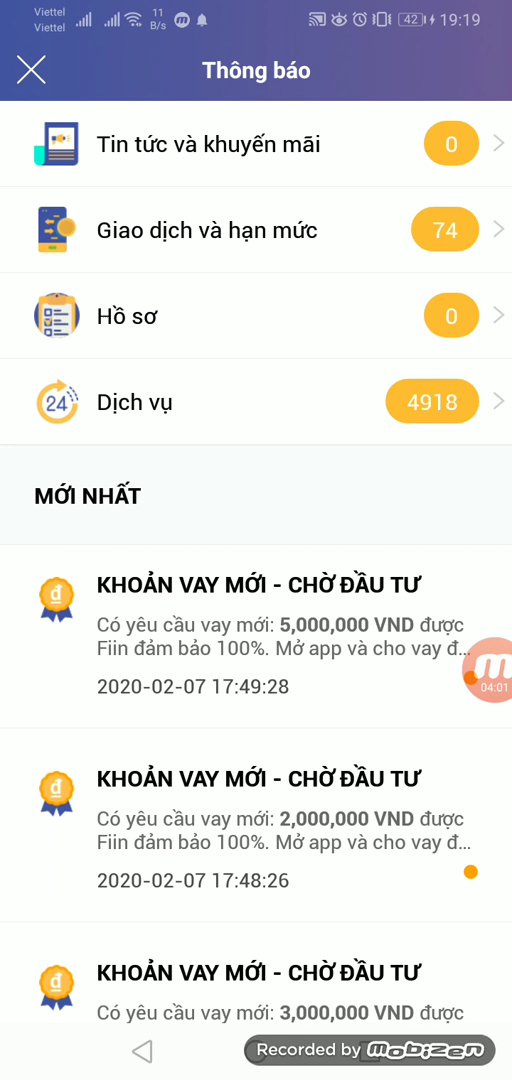 Viettel
Viettel
11
B/s
42
19:19
Thông báo
Tin tức và khuyến mãi
0
Giao dịch và hạn mức
74
Hồ sơ
0
24
Dịch vụ
4918
MỚI NHẤT
KHOẢN VAY MỚI - CHỜ ĐẦU TƯ
đ
Có yêu cầu vay mới: 5,000,000 VND được
Fiin đảm bảo 100%. Mở app và cho vay đ...
04:01
2020-02-07 17:49:28
KHOẢN VAY MỚI - CHỜ ĐẦU TƯ
đ
Có yêu cầu vay mới: 2,000,000 VND được
Fiin đảm bảo 100%. Mở app và cho vay đ...
2020-02-07 17:48:26
KHOẢN VAY MỚI - CHỜ ĐẦU TƯ
đ
Có yêu cầu vay mới: 3,000,000 VND được
Recorded by mobizen